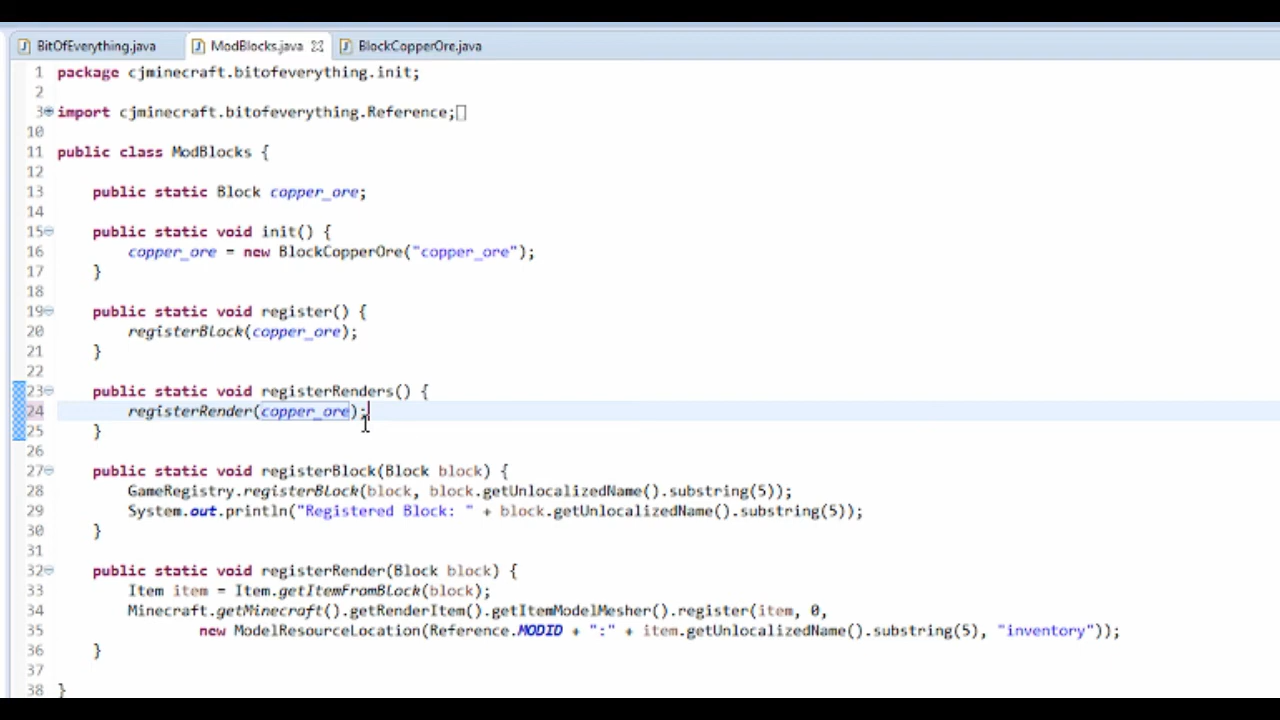 BitOfEverything.java ModBlocks.java BlockCopperOre.java
1 package cjminecraft.bitofeverything.init;
2
3 import cjminecraft.bitofeverything.Reference;
10
11 public class ModBlocks {
12
13 public static Block copper_ore;
14
15 public static void init() {
16 copper_ore = new BlockCopperOre("copper_ore");
17 }
18
19 public static void register() {
20 registerBlock(copper_ore);
21 }
22
23 public static void registerRenders() {
24 registerRender(copper_ore);
25 }
26
27 public static void registerBlock(Block block) {
28 GameRegistry.registerBlock(block, block.getUnlocalizedName().substring(5));
29 System.out.println("Registered Block: " + block.getUnlocalizedName().substring(5));
30 }
31
32 public static void registerRender(Block block) {
33 Item item = Item.getItemFromBlock(block);
34 Minecraft.getMinecraft().getRenderItem().getItemModelMesher().register(item, 0,
35 new ModelResourceLocation(Reference.MODID + ":" + item.getUnlocalizedName().substring(5), "inventory"));
36 }
37
38 }